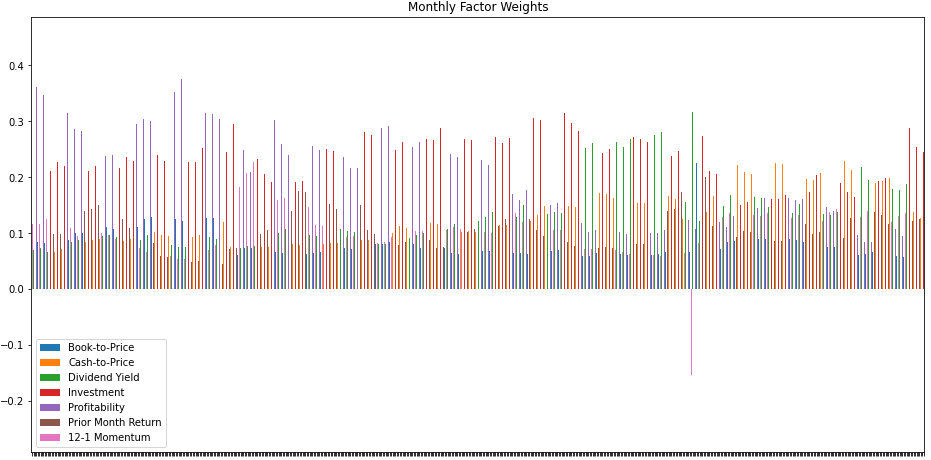 Monthly Factor Weights
0.4
0.3
0.2
0.1
0.0
−0.1
−0.2
Book-to-Price
Cash-to-Price
Dividend Yield
Investment
Profitability
Prior Month Return
12-1 Momentum